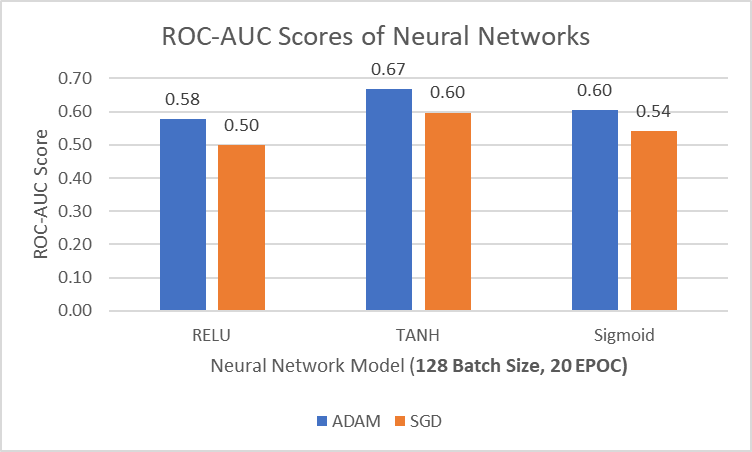 ROC-AUC Scores of Neural Networks
0.70
0.60
0.50
0.40
0.30
0.20
0.10
0.00
ROC-AUC Score
0.58
0.50
0.67
0.60
0.60
0.54
RELU
TANH
Sigmoid
Neural Network Model (128 Batch Size, 20 EPOC)
ADAM
SGD